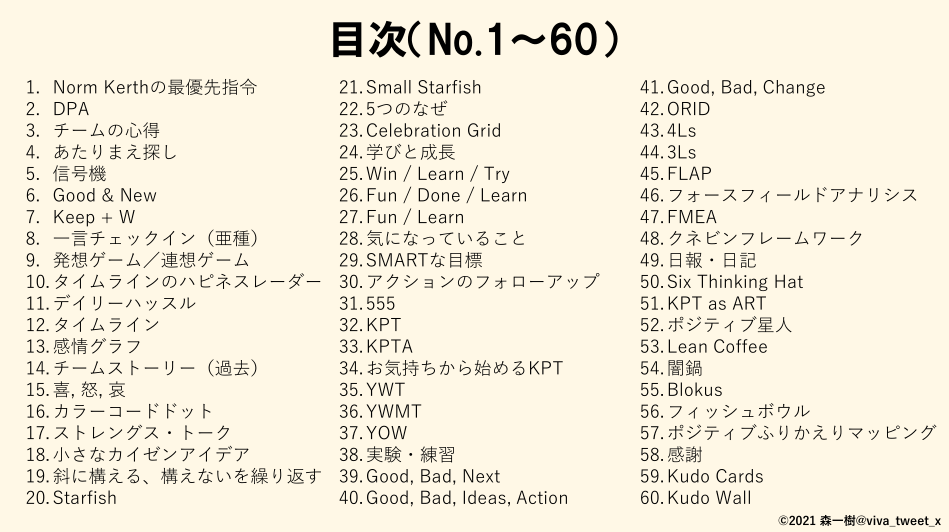 目次(No.1～60)
1. Norm Kerthの最優先指令
2. DPA
3. チームの心得
4. あたりまえ探し
5. 信号機
6. Good & New
7. Keep + W
8. 一言チェックイン（亜種）
9. 発想ゲーム／連想ゲーム
10. タイムラインのハピネスレーダー
11. デイリーハッスル
12. タイムライン
13. 感情グラフ
14. チームストーリー（過去）
15. 喜, 怒, 哀
16. カラーコードドット
17. ストレングス・トーク
18. 小さなカイゼンアイデア
19. 斜に構える、構えないを繰り返す
20. Starfish
21. Small Starfish
22. 5つのなぜ
23. Celebration Grid
24. 学びと成長
25. Win / Learn / Try
26. Fun / Done / Learn
27. Fun / Learn
28. 気になっていること
29. SMARTな目標
30. アクションのフォローアップ
31. 555
32. KPT
33. KPTA
34. お気持ちから始めるKPT
35. YWT
36. YWMT
37. YOW
38. 実験・練習
39. Good, Bad, Next
40. Good, Bad, Ideas, Action
41. Good, Bad, Change
42. ORID
43. 4Ls
44. 3Ls
45. FLAP
46. フォースフィールドアナリシス
47. FMEA
48. クネビンフレームワーク
49. 日報・日記
50. Six Thinking Hat
51. KPT as ART
52. ポジティブ星人
53. Lean Coffee
54. 闇鍋
55. Blokus
56. フィッシュボウル
57. ポジティブふりかえりマッピング
58. 感謝
59. Kudo Cards
60. Kudo Wall
©2021 森一樹@viva_tweet_x